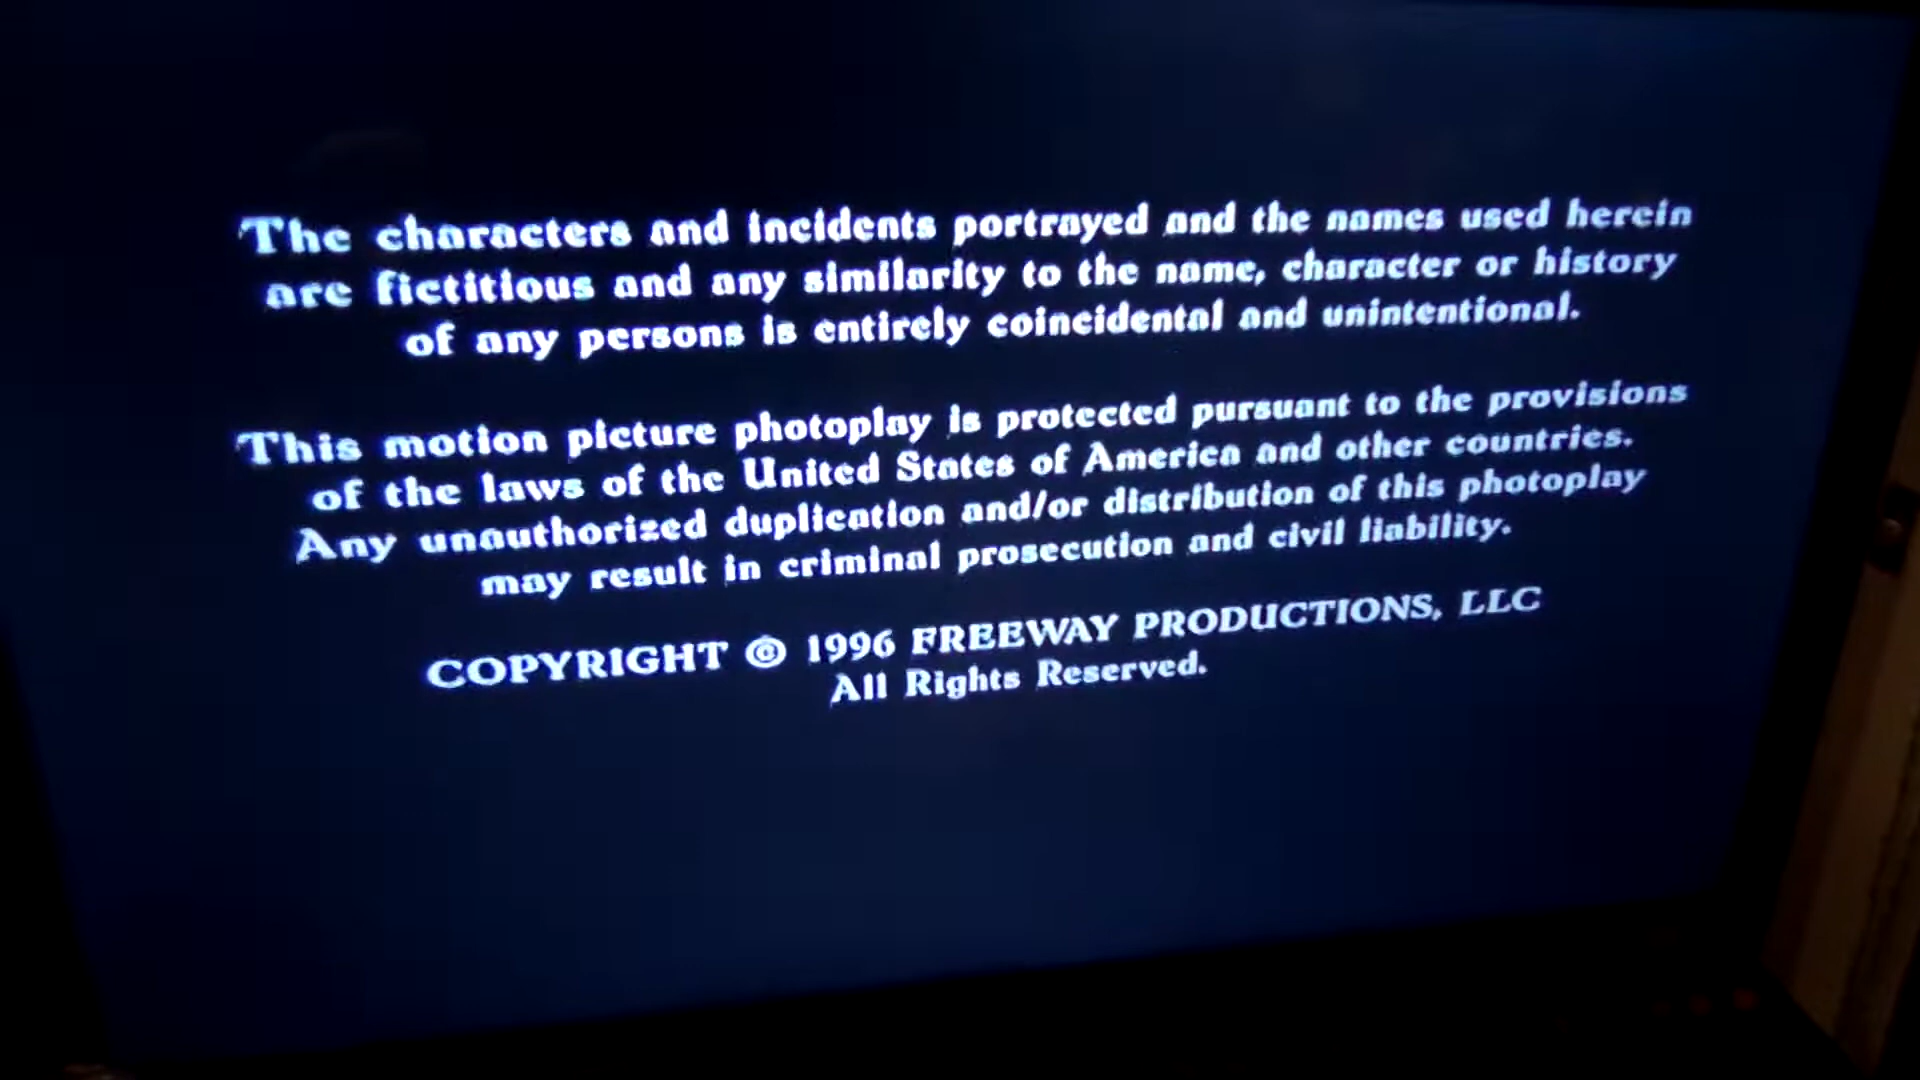 The characters and incidents portrayed and the names used herein
are fictitious and any similarity to the name, character or history
of any persons is entirely coincidental and unintentional.
This motion picture photoplay is protected pursuant to the provisions
of the laws of the United States of America and other countries.
Any unauthorized duplication and/or distribution of this photoplay
may result in criminal prosecution and civil liability.
COPYRIGHT © 1996 FREEWAY PRODUCTIONS, LLC
All Rights Reserved.